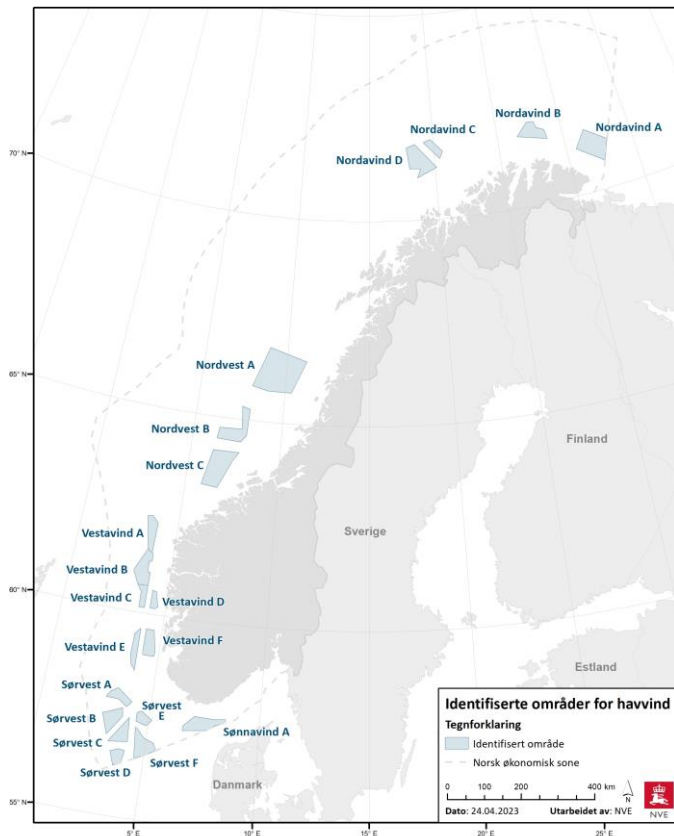 Nordavind B
Nordavind C
Nordavind A
70° N
Nordavind D
Nordvest A
65° N
Nordvest B
Finland
Nordvest C
Sverige
Vestavind A
Vestavind B
60° N
Vestavind C
Vestavind D
Vestavind E
Vestavind F
Estland
Sørvest A
Sørvest
E
Sørvest B
Sønnavind A
Sørvest C
Sørvest F
Sørvest D
Danmark
55° N
5° E
10° E
15° E
20° E
25° E
Identifiserte områder for havvind
Tegnforklaring
Identifisert område
Norsk økonomisk sone
0 50 100 200 300 400 km
N
Dato: 24.04.2023 Utarbeidet av: NVE
NVE